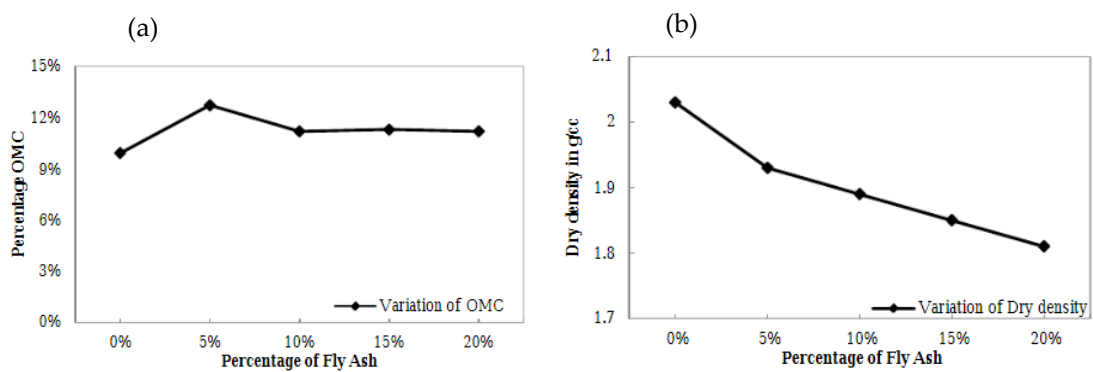 (a)
15%
12%
9%
6%
3%
0%
Percentage OMC
Variation of OMC
0% 5% 10% 15% 20%
Percentage of Fly Ash
(b)
2.1
2
1.9
1.8
1.7
Dry density in g/cc
Variation of Dry density
0% 5% 10% 15% 20%
Percentage of Fly Ash